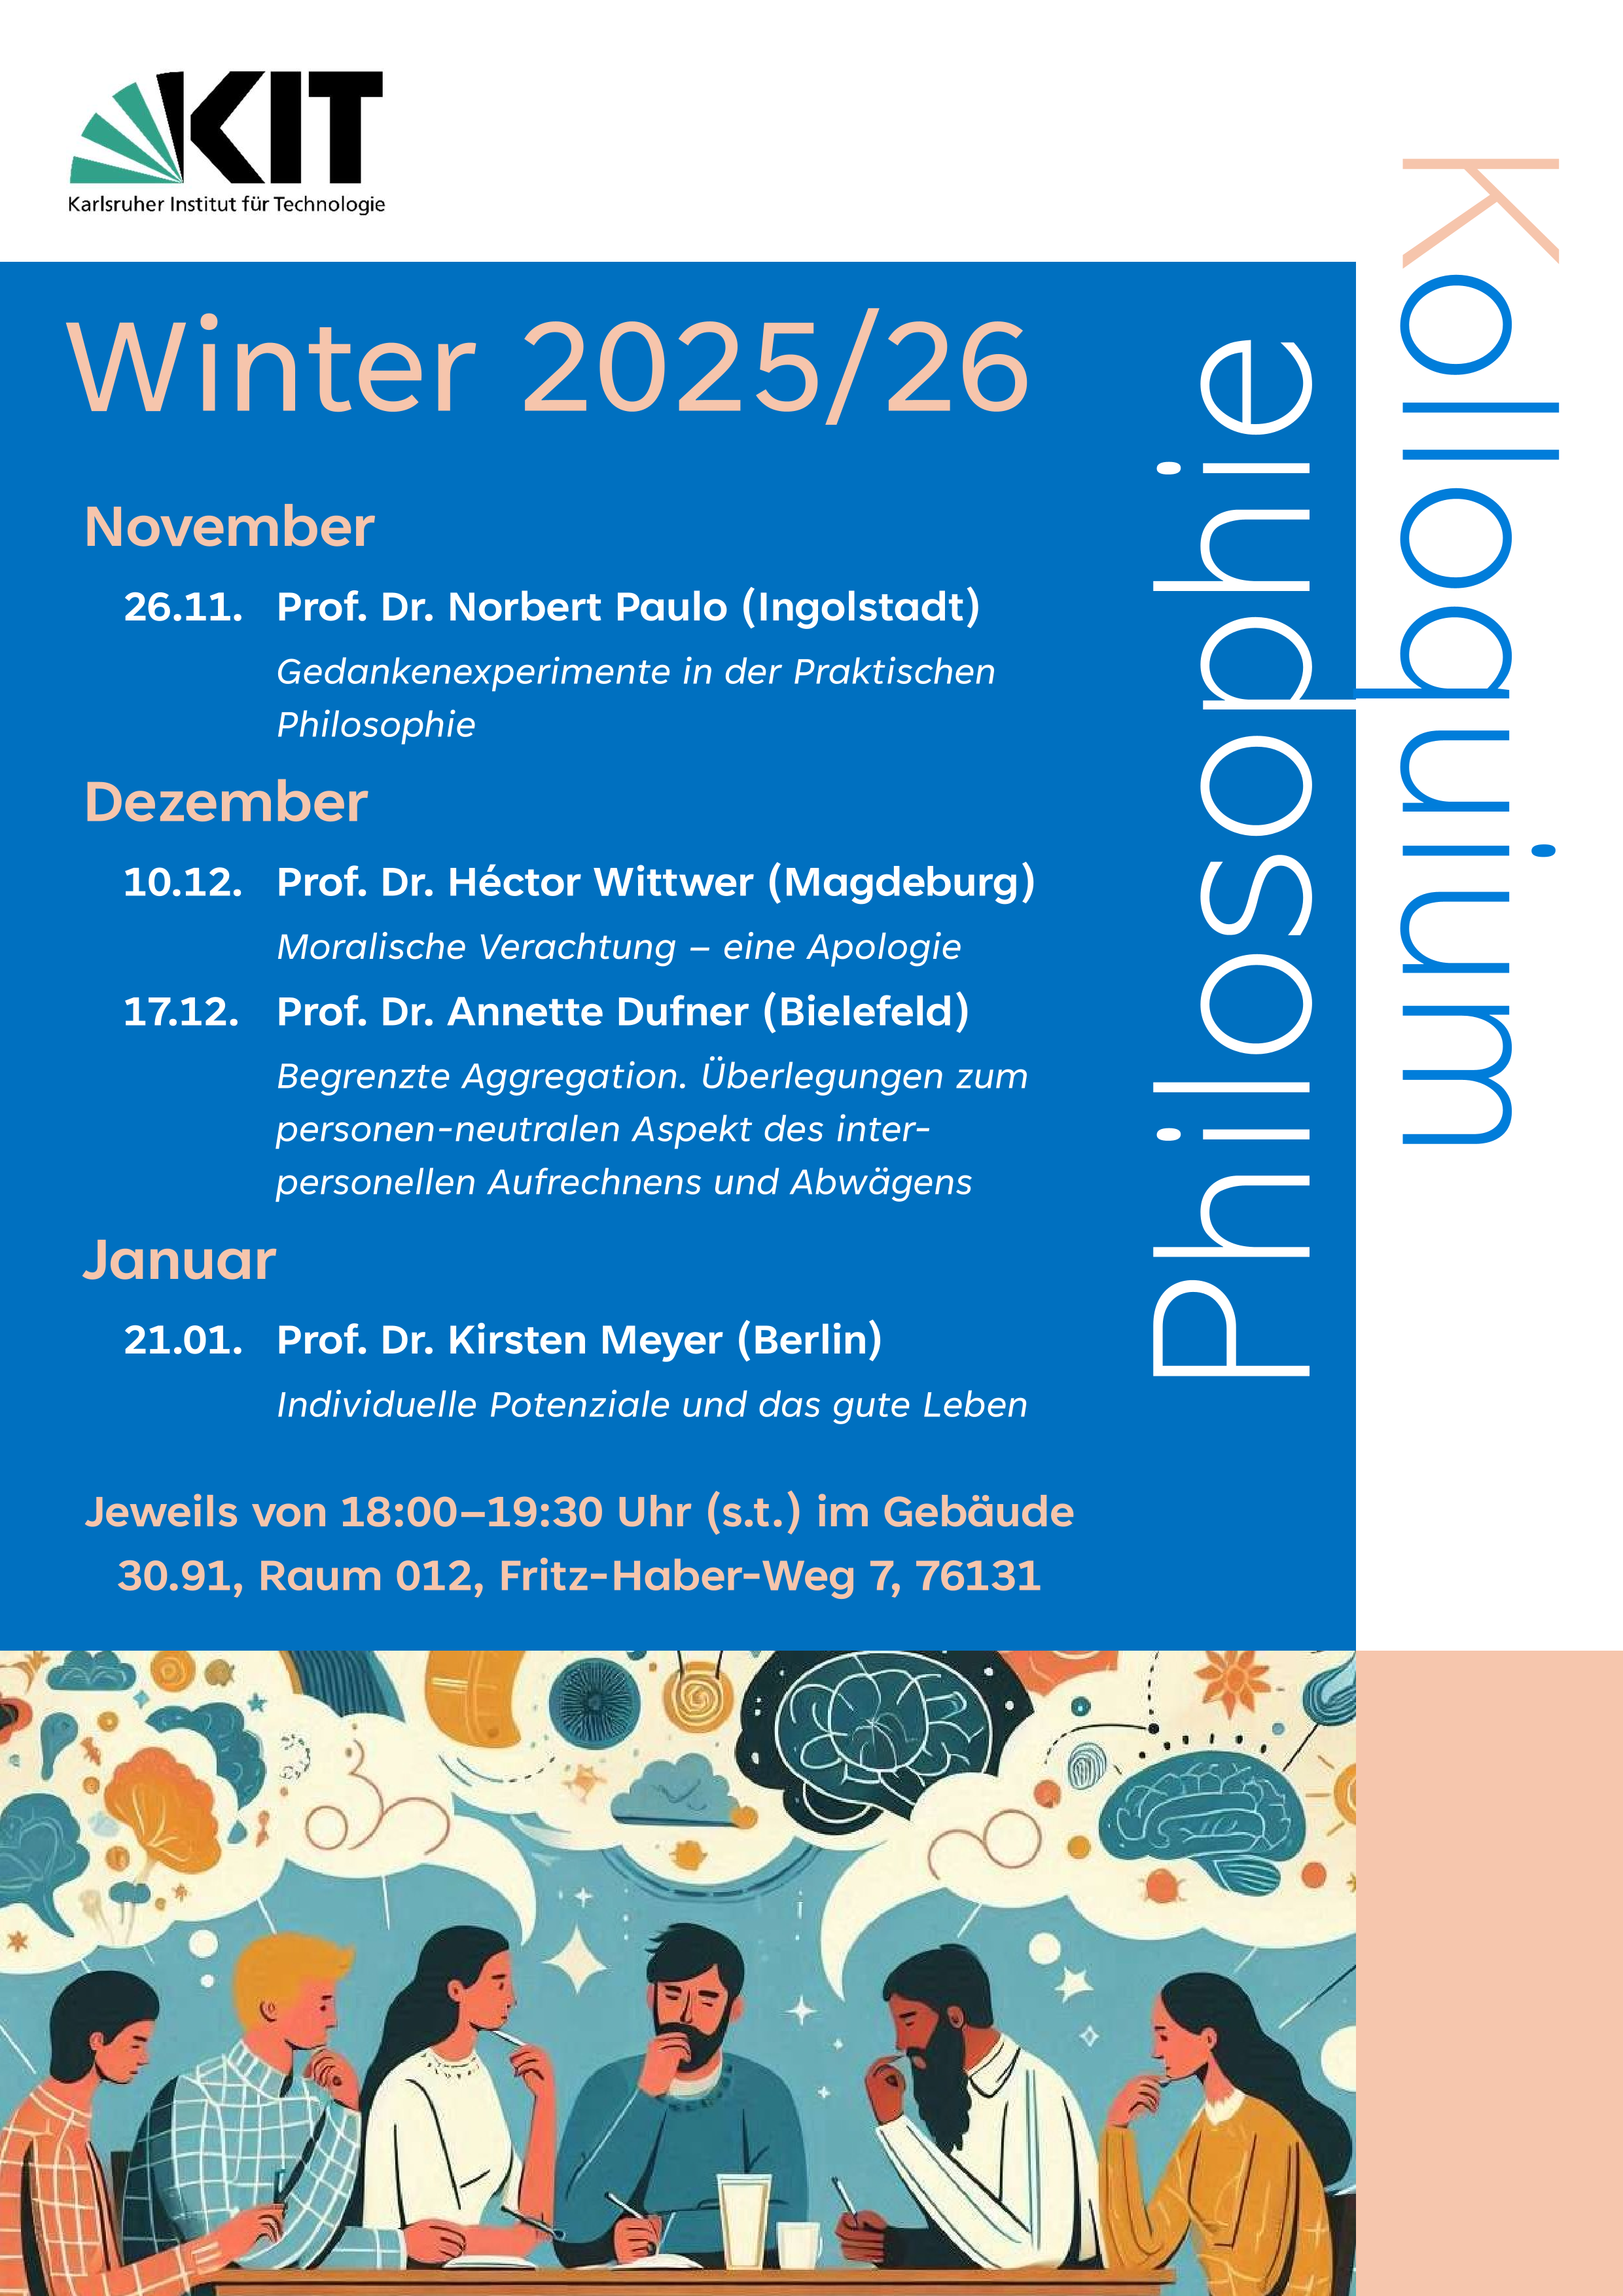 KIT
Karlsruher Institut für Technologie
Philosophie
Kolloquium
Winter 2025/26
November
26.11. Prof. Dr. Norbert Paulo (Ingolstadt)
Gedankenexperimente in der Praktischen
Philosophie
Dezember
10.12. Prof. Dr. Héctor Wittwer (Magdeburg)
Moralische Verachtung – eine Apologie
17.12. Prof. Dr. Annette Dufner (Bielefeld)
Begrenzte Aggregation. Überlegungen zum
personen-neutralen Aspekt des inter-
personellen Aufrechnens und Abwägens
Januar
21.01. Prof. Dr. Kirsten Meyer (Berlin)
Individuelle Potenziale und das gute Leben
Jeweils von 18:00–19:30 Uhr (s.t.) im Gebäude
30.91, Raum 012, Fritz-Haber-Weg 7, 76131